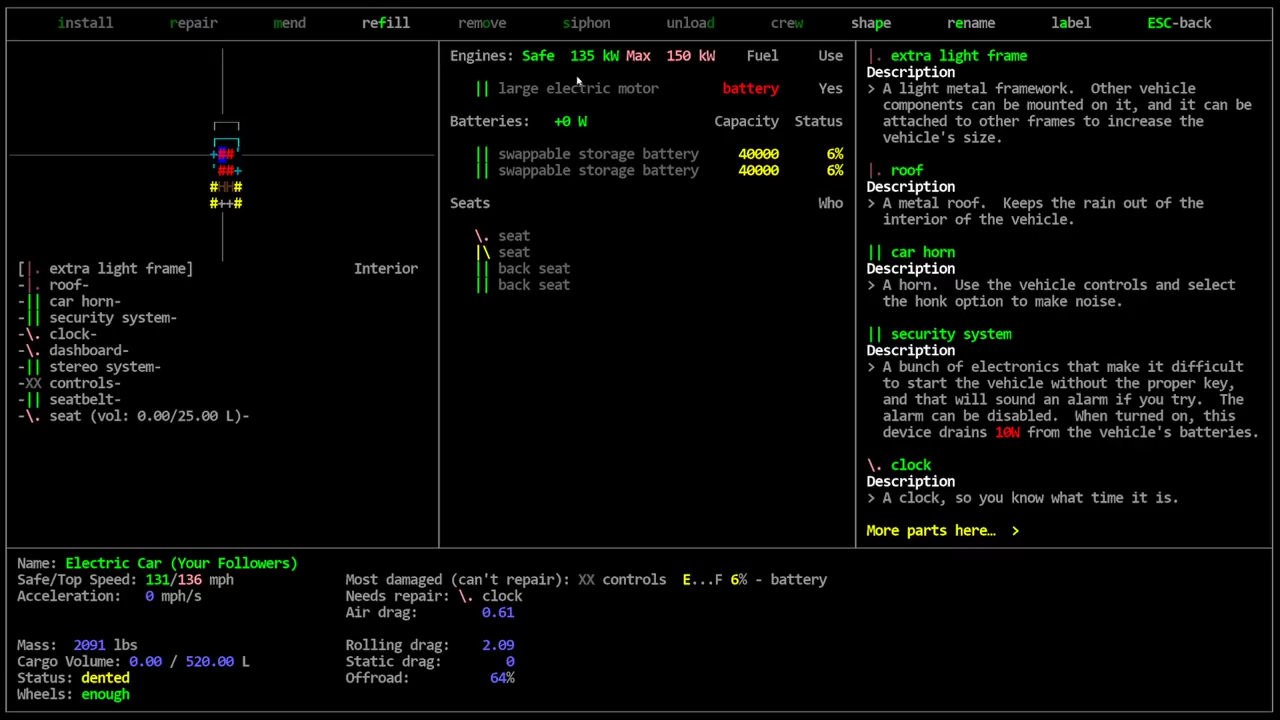 install repair mend refill remove siphon unload crew shape rename label ESC-back
Engines: Safe 135 kW Max 150 kW Fuel Use
|| large electric motor battery Yes
Batteries: +0 W Capacity Status
|| swappable storage battery 40000 6%
|| swappable storage battery 40000 6%
Seats Who
\. seat
|\ seat
|| back seat
|| back seat
+##'
'##+
#HH#
#++#
[|. extra light frame] Interior
-|. roof-
-|| car horn-
-|| security system-
-\. clock-
-\. dashboard-
-|| stereo system-
-XX controls-
-|| seatbelt-
-\. seat (vol: 0.00/25.00 L)-
|. extra light frame
Description
> A light metal framework. Other vehicle
components can be mounted on it, and it can be
attached to other frames to increase the
vehicle's size.
|. roof
Description
> A metal roof. Keeps the rain out of the
interior of the vehicle.
|| car horn
Description
> A horn. Use the vehicle controls and select
the honk option to make noise.
|| security system
Description
> A bunch of electronics that make it difficult
to start the vehicle without the proper key,
and that will sound an alarm if you try. The
alarm can be disabled. When turned on, this
device drains 10W from the vehicle's batteries.
\. clock
Description
> A clock, so you know what time it is.
More parts here… >
Name: Electric Car (Your Followers)
Safe/Top Speed: 131/136 mph
Acceleration: 0 mph/s
Mass: 2091 lbs
Cargo Volume: 0.00 / 520.00 L
Status: dented
Wheels: enough
Most damaged (can't repair): XX controls E...F 6% - battery
Needs repair: \. clock
Air drag: 0.61
Rolling drag: 2.09
Static drag: 0
Offroad: 64%